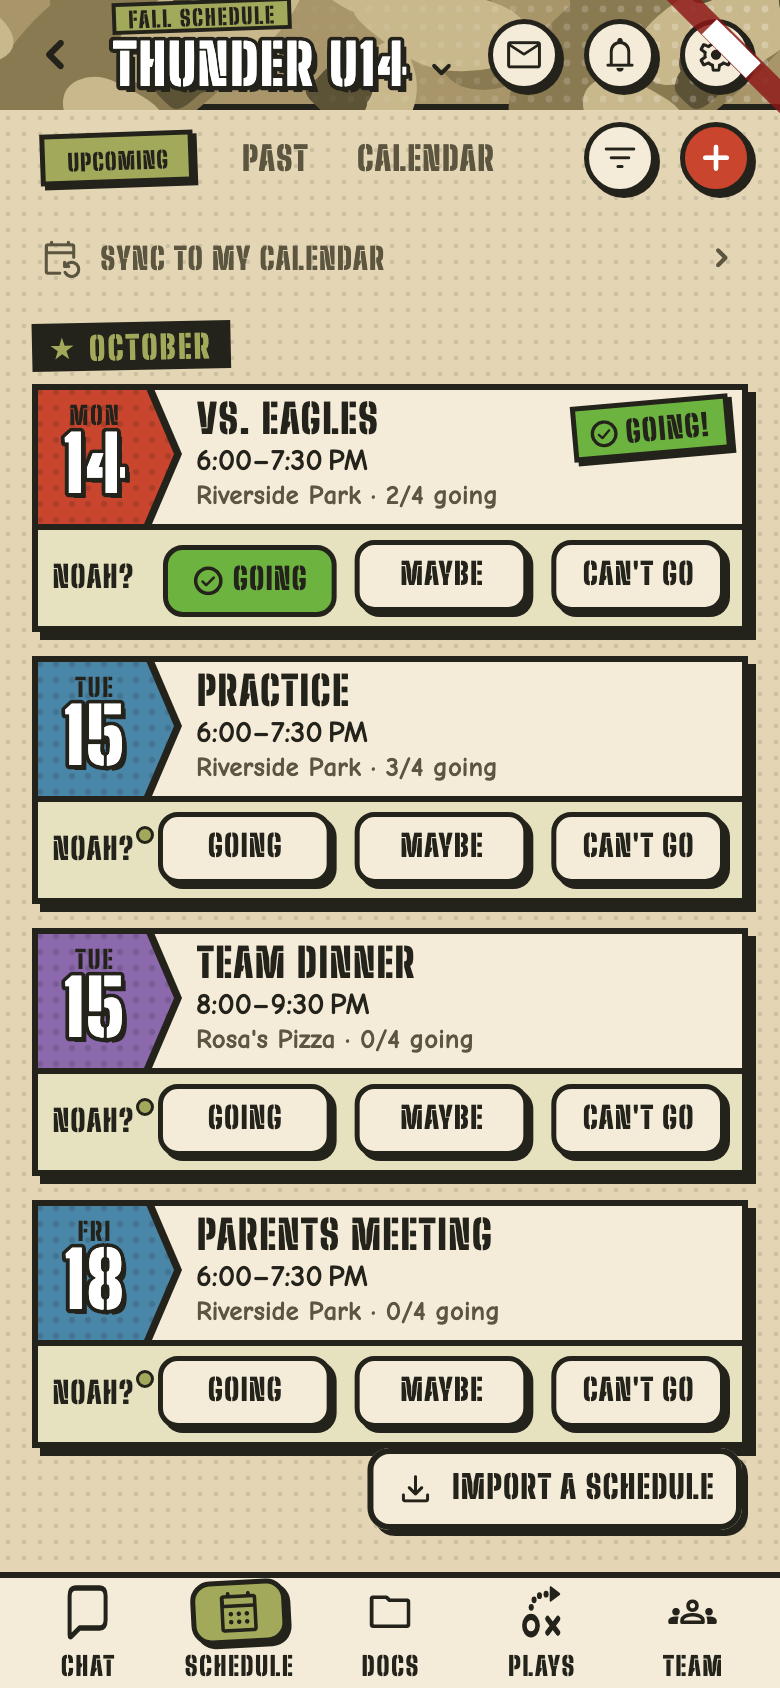 FALL SCHEDULE
THUNDER U14
UPCOMING PAST CALENDAR
SYNC TO MY CALENDAR
★ OCTOBER
MON
14
VS. EAGLES
6:00–7:30 PM
Riverside Park · 2/4 going
GOING!
NOAH? GOING MAYBE CAN'T GO
TUE
15
PRACTICE
6:00–7:30 PM
Riverside Park · 3/4 going
NOAH? GOING MAYBE CAN'T GO
TUE
15
TEAM DINNER
8:00–9:30 PM
Rosa's Pizza · 0/4 going
NOAH? GOING MAYBE CAN'T GO
FRI
18
PARENTS MEETING
6:00–7:30 PM
Riverside Park · 0/4 going
NOAH? GOING MAYBE CAN'T GO
IMPORT A SCHEDULE
CHAT SCHEDULE DOCS PLAYS TEAM